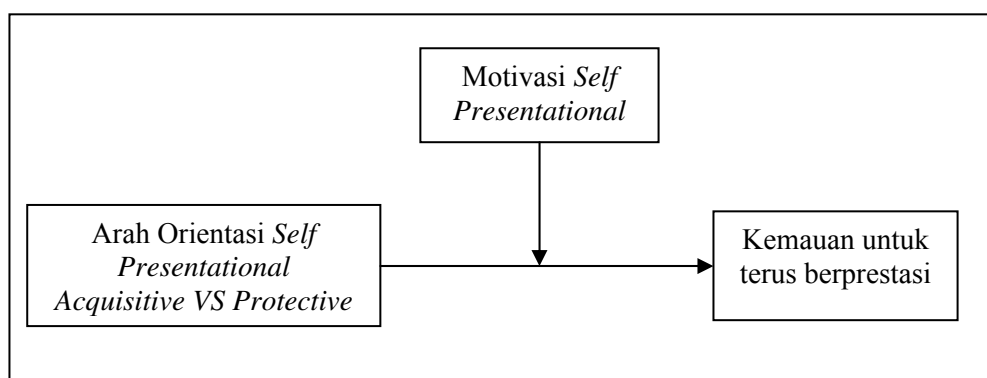 Motivasi Self
Presentational
Arah Orientasi Self
Presentational
Acquisitive VS Protective
Kemauan untuk
terus berprestasi